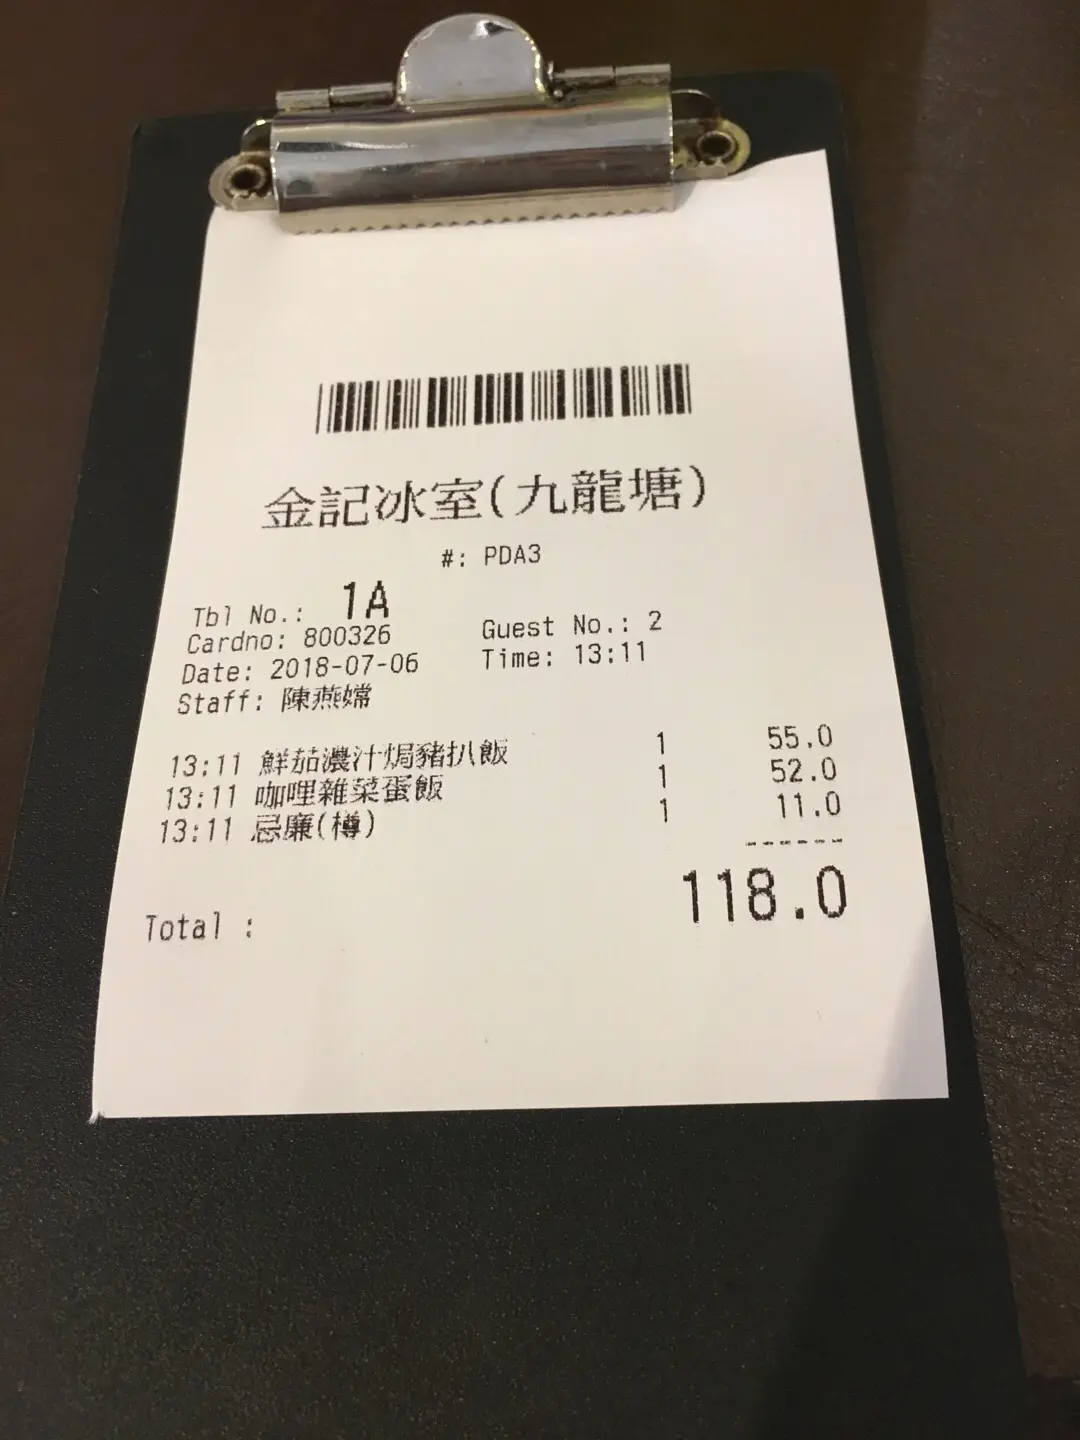 金記冰室(九龍塘)
#: PDA3
Tbl No.: 1A
Cardno: 800326 Guest No.: 2
Date: 2018-07-06 Time: 13:11
Staff: 陳燕嫦
13:11 鮮茄濃汁焗豬扒飯 1 55.0
13:11 咖哩雜菜蛋飯 1 52.0
13:11 忌廉(樽) 1 11.0
------
Total : 118.0